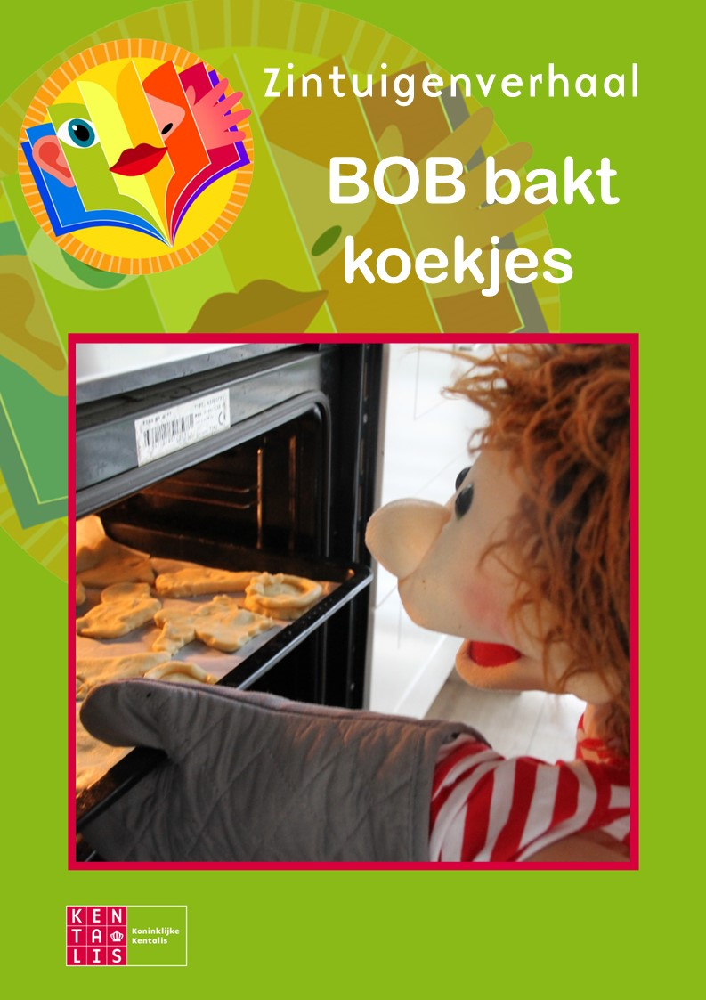 zintuigenverhaal
BOB bakt
koekjes
KEN
TA
LIS
Koninklijke
Kentalis